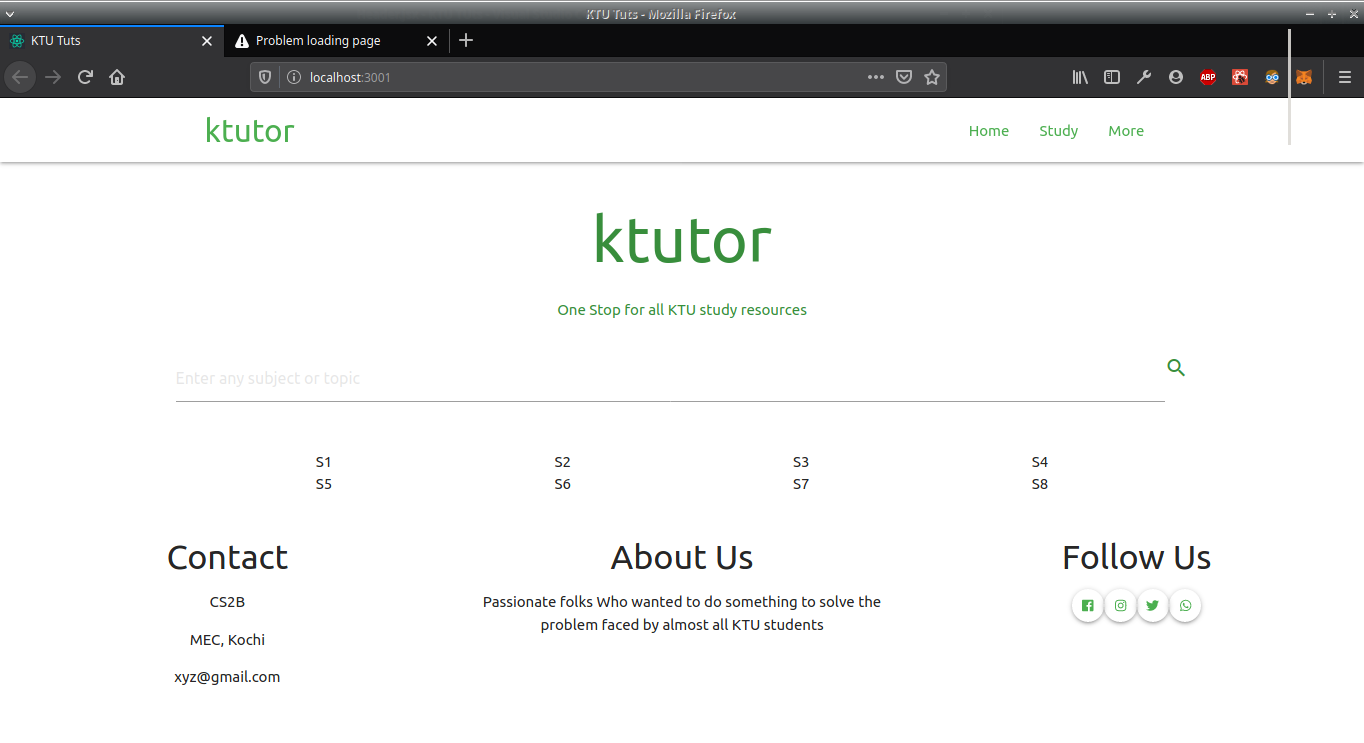 KTU Tuts - Mozilla Firefox
KTU Tuts
Problem loading page
localhost:3001
ABP
ktutor
Home Study More
ktutor
One Stop for all KTU study resources
Enter any subject or topic
S1 S2 S3 S4
S5 S6 S7 S8
Contact
CS2B
MEC, Kochi
xyz@gmail.com
About Us
Passionate folks Who wanted to do something to solve the
problem faced by almost all KTU students
Follow Us